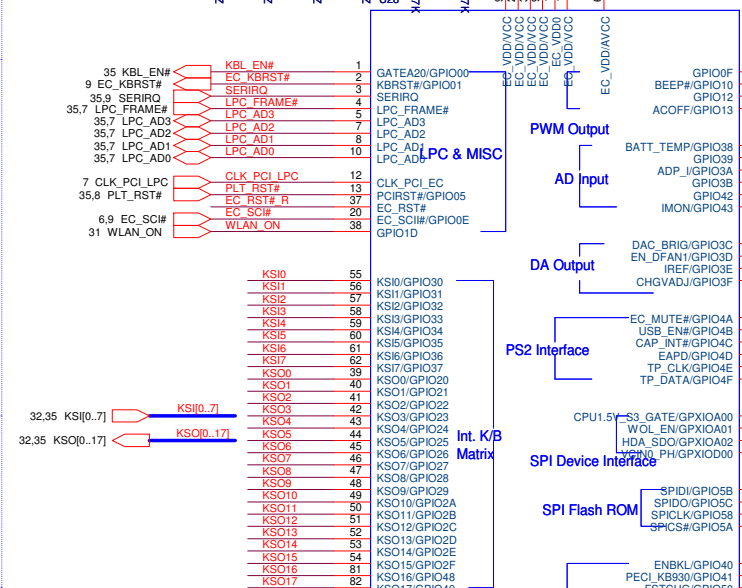 U28
EC_VDD/VCC
EC_VDD/VCC
EC_VDD/VCC
EC_VDD/VCC
EC_VDD0
EC_VDD/VCC
EC_VDD/AVCC
35 KBL_EN# KBL_EN# 1 GATEA20/GPIO00 GPIO0F
9 EC_KBRST# EC_KBRST# 2 KBRST#/GPIO01 BEEP#/GPIO10
35,9 SERIRQ SERIRQ 3 SERIRQ GPIO12
35,7 LPC_FRAME# LPC_FRAME# 4 LPC_FRAME# ACOFF/GPIO13
35,7 LPC_AD3 LPC_AD3 5 LPC_AD3
35,7 LPC_AD2 LPC_AD2 7 LPC_AD2 PWM Output
35,7 LPC_AD1 LPC_AD1 8 LPC_AD1 BATT_TEMP/GPIO38
35,7 LPC_AD0 LPC_AD0 10 LPC_AD0 LPC & MISC GPIO39
ADP_I/GPIO3A
7 CLK_PCI_LPC CLK_PCI_LPC 12 CLK_PCI_EC AD Input GPIO3B
35,8 PLT_RST# PLT_RST# 13 PCIRST#/GPIO05 GPIO42
EC_RST#_R 37 EC_RST# IMON/GPIO43
6,9 EC_SCI# EC_SCI# 20 EC_SCI#/GPIO0E
31 WLAN_ON WLAN_ON 38 GPIO1D
DAC_BRIG/GPIO3C
EN_DFAN1/GPIO3D
DA Output IREF/GPIO3E
KSI0 55 KSI0/GPIO30 CHGVADJ/GPIO3F
KSI1 56 KSI1/GPIO31
KSI2 57 KSI2/GPIO32
KSI3 58 KSI3/GPIO33 EC_MUTE#/GPIO4A
KSI4 59 KSI4/GPIO34 USB_EN#/GPIO4B
KSI5 60 KSI5/GPIO35 CAP_INT#/GPIO4C
KSI6 61 KSI6/GPIO36 PS2 Interface EAPD/GPIO4D
KSI7 62 KSI7/GPIO37 TP_CLK/GPIO4E
KSO0 39 KSO0/GPIO20 TP_DATA/GPIO4F
KSO1 40 KSO1/GPIO21
KSO2 41 KSO2/GPIO22
32,35 KSI[0..7] KSI[0..7] KSO3 42 KSO3/GPIO23 CPU1.5V_S3_GATE/GPXIOA00
KSO4 43 KSO4/GPIO24 WOL_EN/GPXIOA01
32,35 KSO[0..17] KSO[0..17] KSO5 44 KSO5/GPIO25 Int. K/B HDA_SDO/GPXIOA02
KSO6 45 KSO6/GPIO26 Matrix VCIN0_PH/GPXIOD00
KSO7 46 KSO7/GPIO27 SPI Device Interface
KSO8 47 KSO8/GPIO28
KSO9 48 KSO9/GPIO29 SPIDI/GPIO5B
KSO10 49 KSO10/GPIO2A SPIDO/GPIO5C
KSO11 50 KSO11/GPIO2B SPI Flash ROM SPICLK/GPIO58
KSO12 51 KSO12/GPIO2C SPICS#/GPIO5A
KSO13 52 KSO13/GPIO2D
KSO14 53 KSO14/GPIO2E
KSO15 54 KSO15/GPIO2F ENBKL/GPIO40
KSO16 81 KSO16/GPIO48 PECI_KB930/GPIO41
KSO17 82